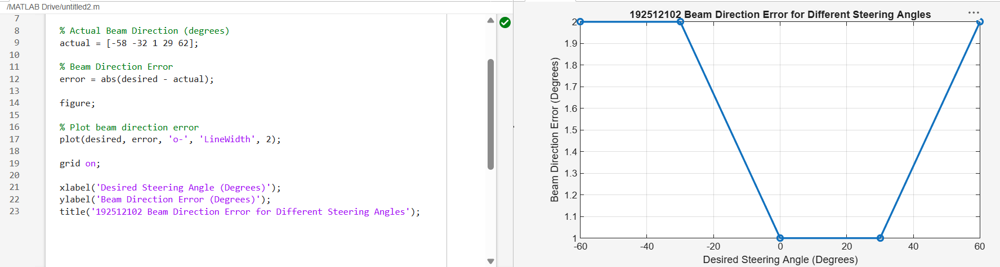 /MATLAB Drive/untitled2.m
7
8 % Actual Beam Direction (degrees)
9 actual = [-58 -32 1 29 62];
10
11 % Beam Direction Error
12 error = abs(desired - actual);
13
14 figure;
15
16 % Plot beam direction error
17 plot(desired, error, 'o-', 'LineWidth', 2);
18
19 grid on;
20
21 xlabel('Desired Steering Angle (Degrees)');
22 ylabel('Beam Direction Error (Degrees)');
23 title('192512102 Beam Direction Error for Different Steering Angles');
192512102 Beam Direction Error for Different Steering Angles
Beam Direction Error (Degrees)
2
1.9
1.8
1.7
1.6
1.5
1.4
1.3
1.2
1.1
1
-60 -40 -20 0 20 40 60
Desired Steering Angle (Degrees)